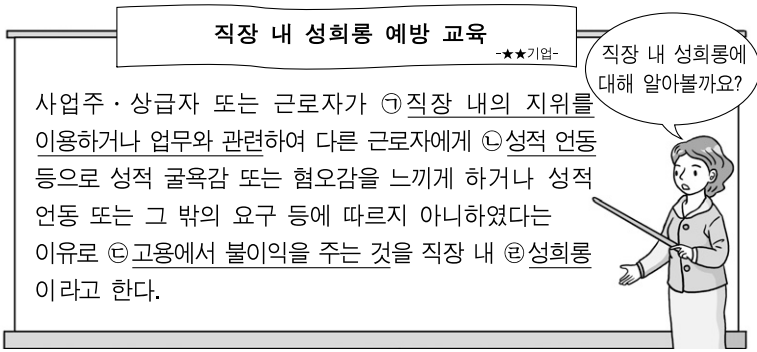 직장 내 성희롱 예방 교육
-★★기업-
직장 내 성희롱에
대해 알아볼까요?
사업주·상급자 또는 근로자가 ㉠직장 내의 지위를
이용하거나 업무와 관련하여 다른 근로자에게 ㉡성적 언동
등으로 성적 굴욕감 또는 혐오감을 느끼게 하거나 성적
언동 또는 그 밖의 요구 등에 따르지 아니하였다는
이유로 ㉢고용에서 불이익을 주는 것을 직장 내 ㉣성희롱
이라고 한다.